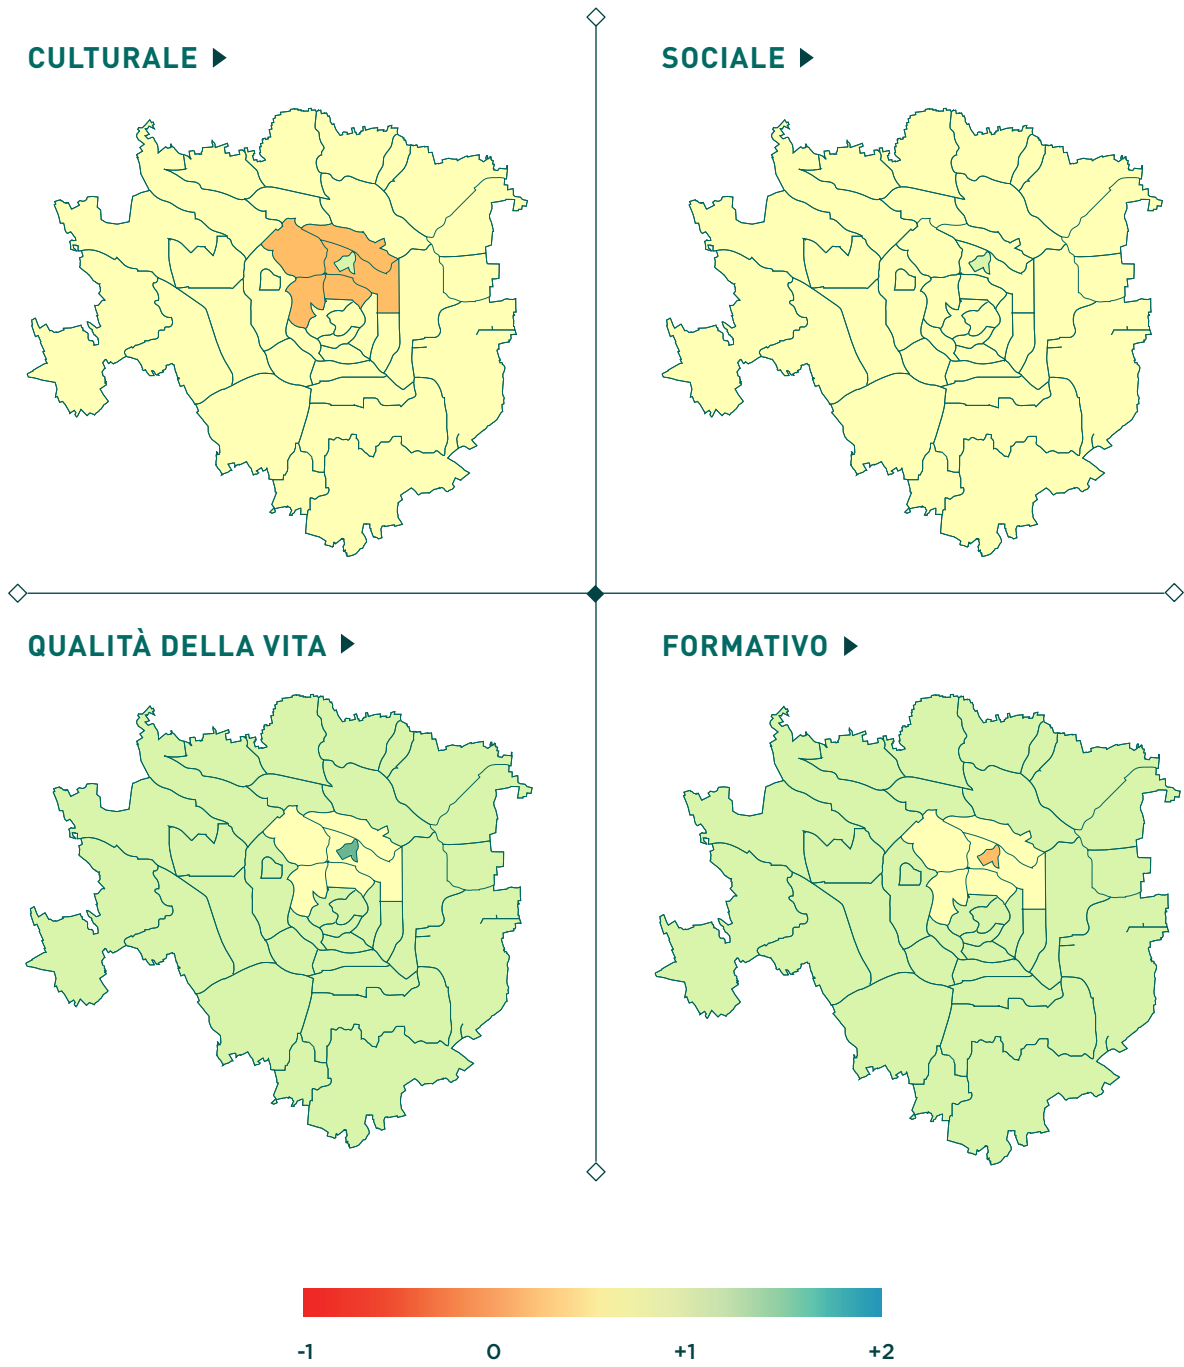 CULTURALE
SOCIALE
QUALITÀ DELLA VITA
FORMATIVO
-1 0 +1 +2